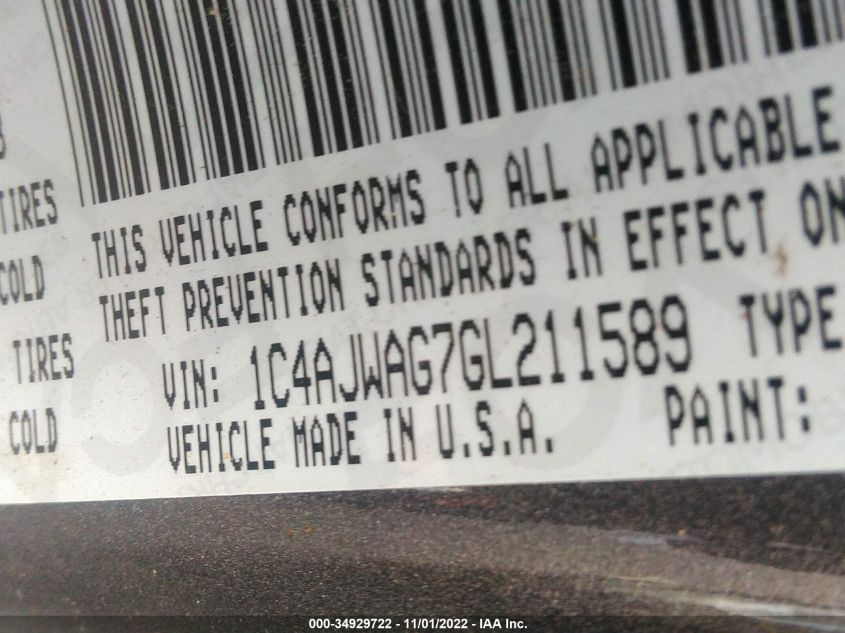 TIRES
COLD
TIRES
COLD
THIS VEHICLE CONFORMS TO ALL APPLICABLE
THEFT PREVENTION STANDARDS IN EFFECT ON
VIN: 1C4AJWAG7GL211589 TYPE
VEHICLE MADE IN U.S.A. PAINT:
000-34929722 - 11/01/2022 - IAA Inc.